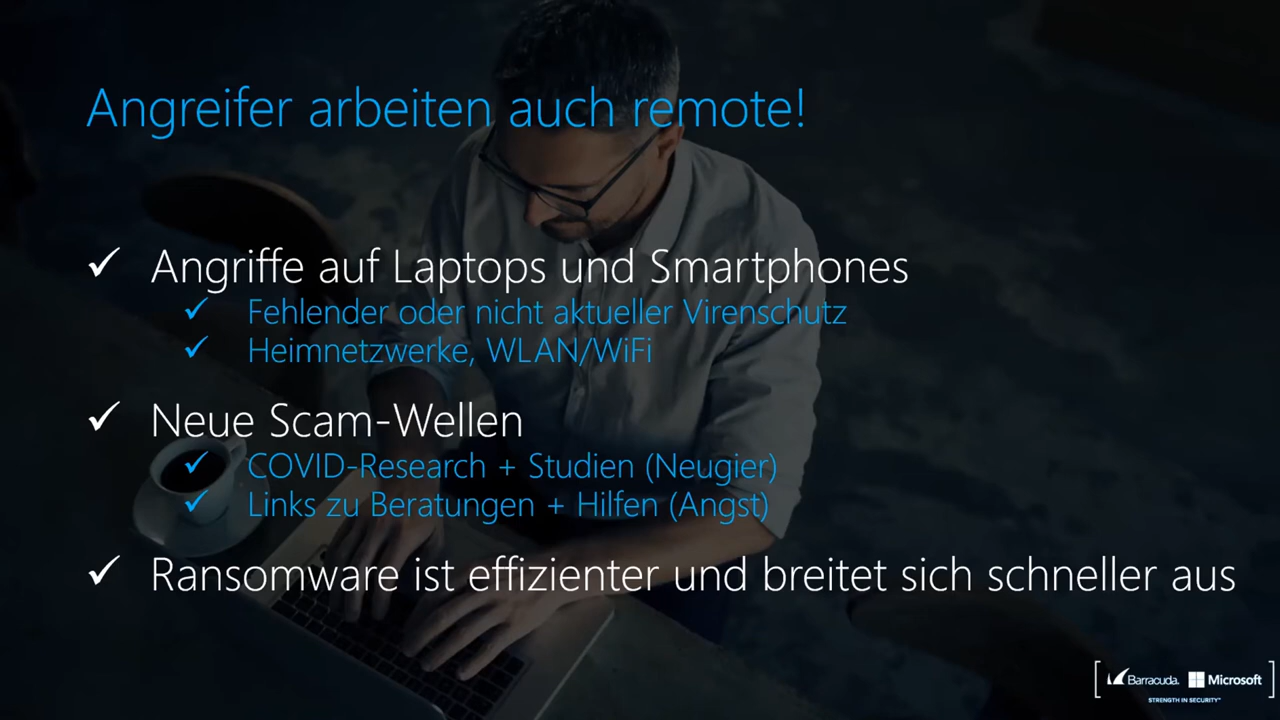 Angreifer arbeiten auch remote!
✓ Angriffe auf Laptops und Smartphones
✓ Fehlender oder nicht aktueller Virenschutz
✓ Heimnetzwerke, WLAN/WiFi
✓ Neue Scam-Wellen
✓ COVID-Research + Studien (Neugier)
✓ Links zu Beratungen + Hilfen (Angst)
✓ Ransomware ist effizienter und breitet sich schneller aus
Barracuda. Microsoft
STRENGTH IN SECURITY™